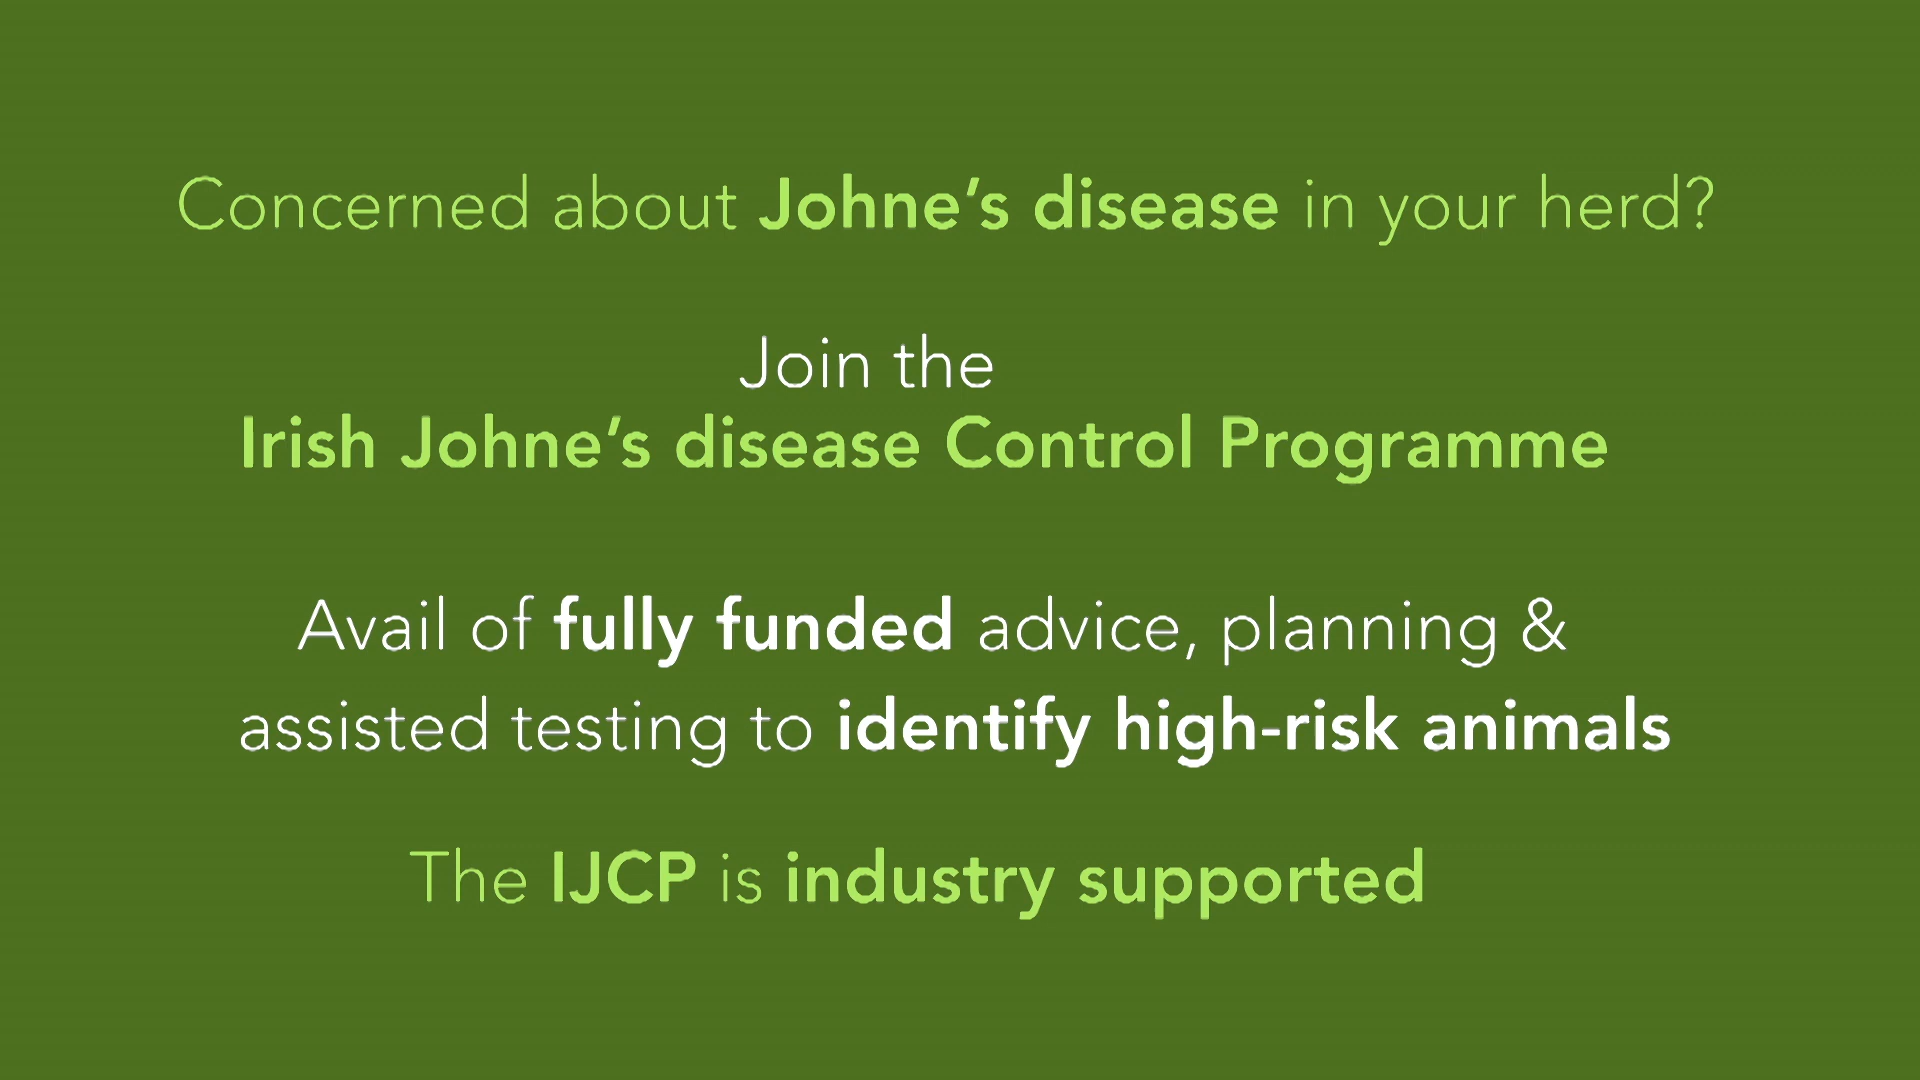 Concerned about Johne’s disease in your herd?
Join the
Irish Johne’s disease Control Programme
Avail of fully funded advice, planning &
assisted testing to identify high-risk animals
The IJCP is industry supported